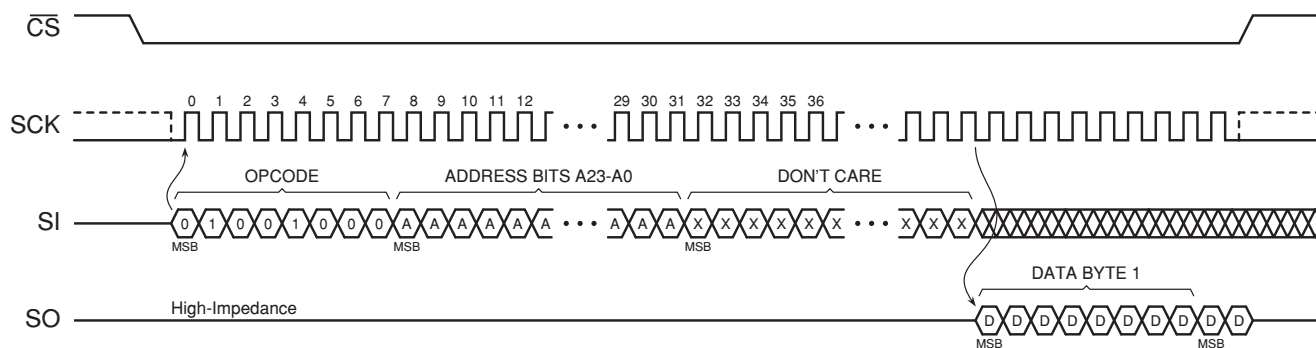 CS
0 1 2 3 4 5 6 7 8 9 10 11 12 29 30 31 32 33 34 35 36
SCK
OPCODE ADDRESS BITS A23-A0 DON'T CARE
SI 0 1 0 0 1 0 0 0 A A A A A A A A A X X X X X X X X X
MSB MSB MSB
DATA BYTE 1
High-Impedance
SO D D D D D D D D D D
MSB MSB